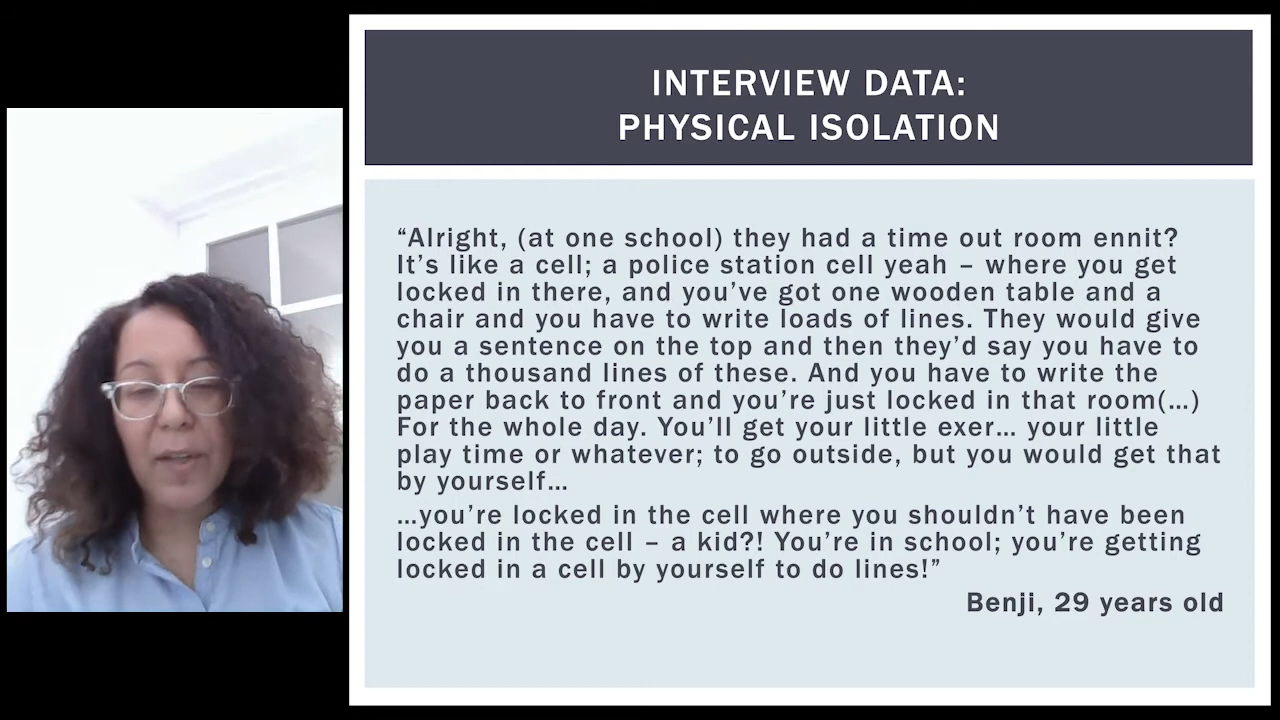 INTERVIEW DATA:
PHYSICAL ISOLATION
“Alright, (at one school) they had a time out room ennit?
It’s like a cell; a police station cell yeah – where you get
locked in there, and you’ve got one wooden table and a
chair and you have to write loads of lines. They would give
you a sentence on the top and then they’d say you have to
do a thousand lines of these. And you have to write the
paper back to front and you’re just locked in that room(…)
For the whole day. You’ll get your little exer… your little
play time or whatever; to go outside, but you would get that
by yourself…
…you’re locked in the cell where you shouldn’t have been
locked in the cell – a kid?! You’re in school; you’re getting
locked in a cell by yourself to do lines!”
Benji, 29 years old